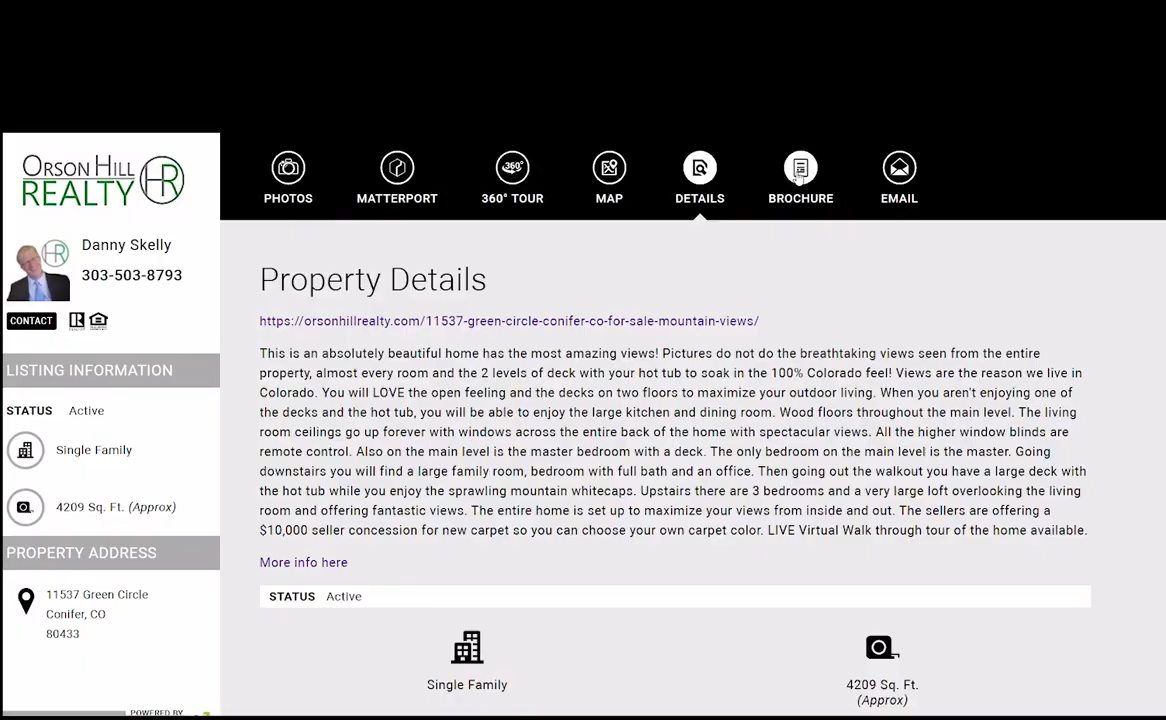 ORSON HILL
REALTY
HR
Danny Skelly
HR
303-503-8793
CONTACT
LISTING INFORMATION
STATUS Active
Single Family
4209 Sq. Ft. (Approx)
PROPERTY ADDRESS
11537 Green Circle
Conifer, CO
80433
POWERED BY
PHOTOS MATTERPORT 360° 360° TOUR MAP DETAILS BROCHURE EMAIL
Property Details
https://orsonhillrealty.com/11537-green-circle-conifer-co-for-sale-mountain-views/
This is an absolutely beautiful home has the most amazing views! Pictures do not do the breathtaking views seen from the entire
property, almost every room and the 2 levels of deck with your hot tub to soak in the 100% Colorado feel! Views are the reason we live in
Colorado. You will LOVE the open feeling and the decks on two floors to maximize your outdoor living. When you aren't enjoying one of
the decks and the hot tub, you will be able to enjoy the large kitchen and dining room. Wood floors throughout the main level. The living
room ceilings go up forever with windows across the entire back of the home with spectacular views. All the higher window blinds are
remote control. Also on the main level is the master bedroom with a deck. The only bedroom on the main level is the master. Going
downstairs you will find a large family room, bedroom with full bath and an office. Then going out the walkout you have a large deck with
the hot tub while you enjoy the sprawling mountain whitecaps. Upstairs there are 3 bedrooms and a very large loft overlooking the living
room and offering fantastic views. The entire home is set up to maximize your views from inside and out. The sellers are offering a
$10,000 seller concession for new carpet so you can choose your own carpet color. LIVE Virtual Walk through tour of the home available.
More info here
STATUS Active
Single Family
4209 Sq. Ft.
(Approx)